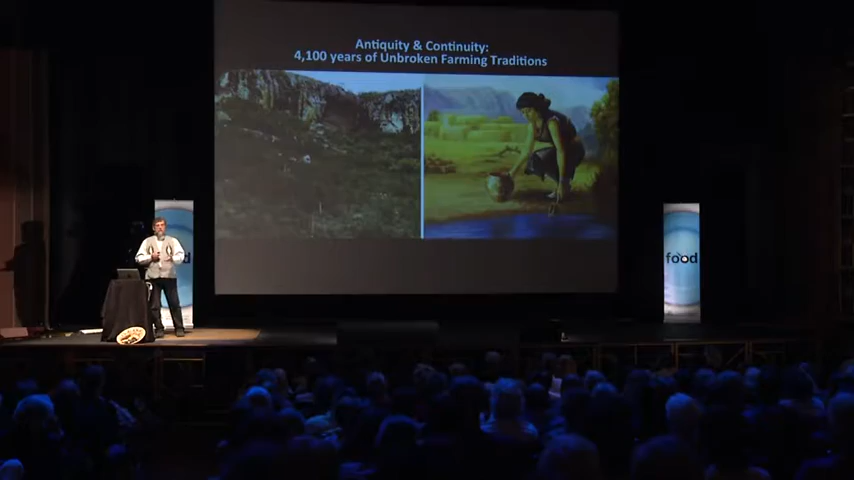 Antiquity & Continuity:
4,100 years of Unbroken Farming Traditions
d
food